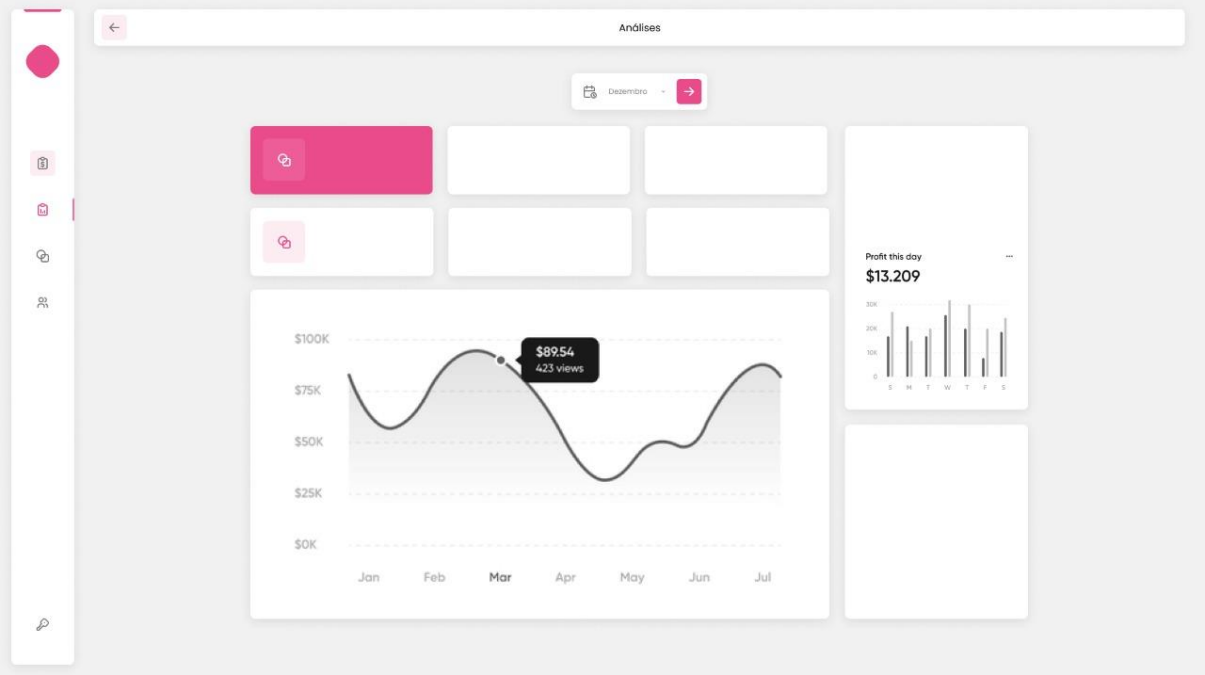 Análises
Dezembro
Profit this day
$13.209
30K
20K
10K
0
S M T W T F S
$100K
$75K
$50K
$25K
$0K
$89.54
423 views
Jan Feb Mar Apr May Jun Jul